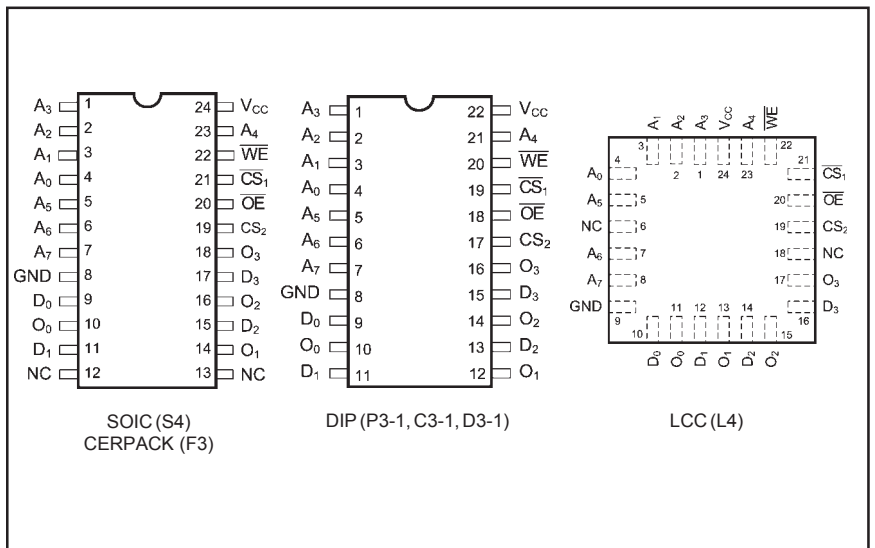 A3 1 24 VCC
A2 2 23 A4
A1 3 22 WE
A0 4 21 CS1
A5 5 20 OE
A6 6 19 CS2
A7 7 18 O3
GND 8 17 D3
D0 9 16 O2
O0 10 15 D2
D1 11 14 O1
NC 12 13 NC
SOIC (S4)
CERPACK (F3)
A3 1 22 VCC
A2 2 21 A4
A1 3 20 WE
A0 4 19 CS1
A5 5 18 OE
A6 6 17 CS2
A7 7 16 O3
GND 8 15 D3
D0 9 14 O2
O0 10 13 D2
D1 11 12 O1
DIP (P3-1, C3-1, D3-1)
A1 A2 A3 VCC A4 WE
3 2 1 24 23 22
A0 4 21 CS1
A5 5 20 OE
NC 6 19 CS2
A6 7 18 NC
A7 8 17 O3
GND 9 16 D3
10 11 12 13 14 15
D0 O0 D1 O1 D2 O2
LCC (L4)